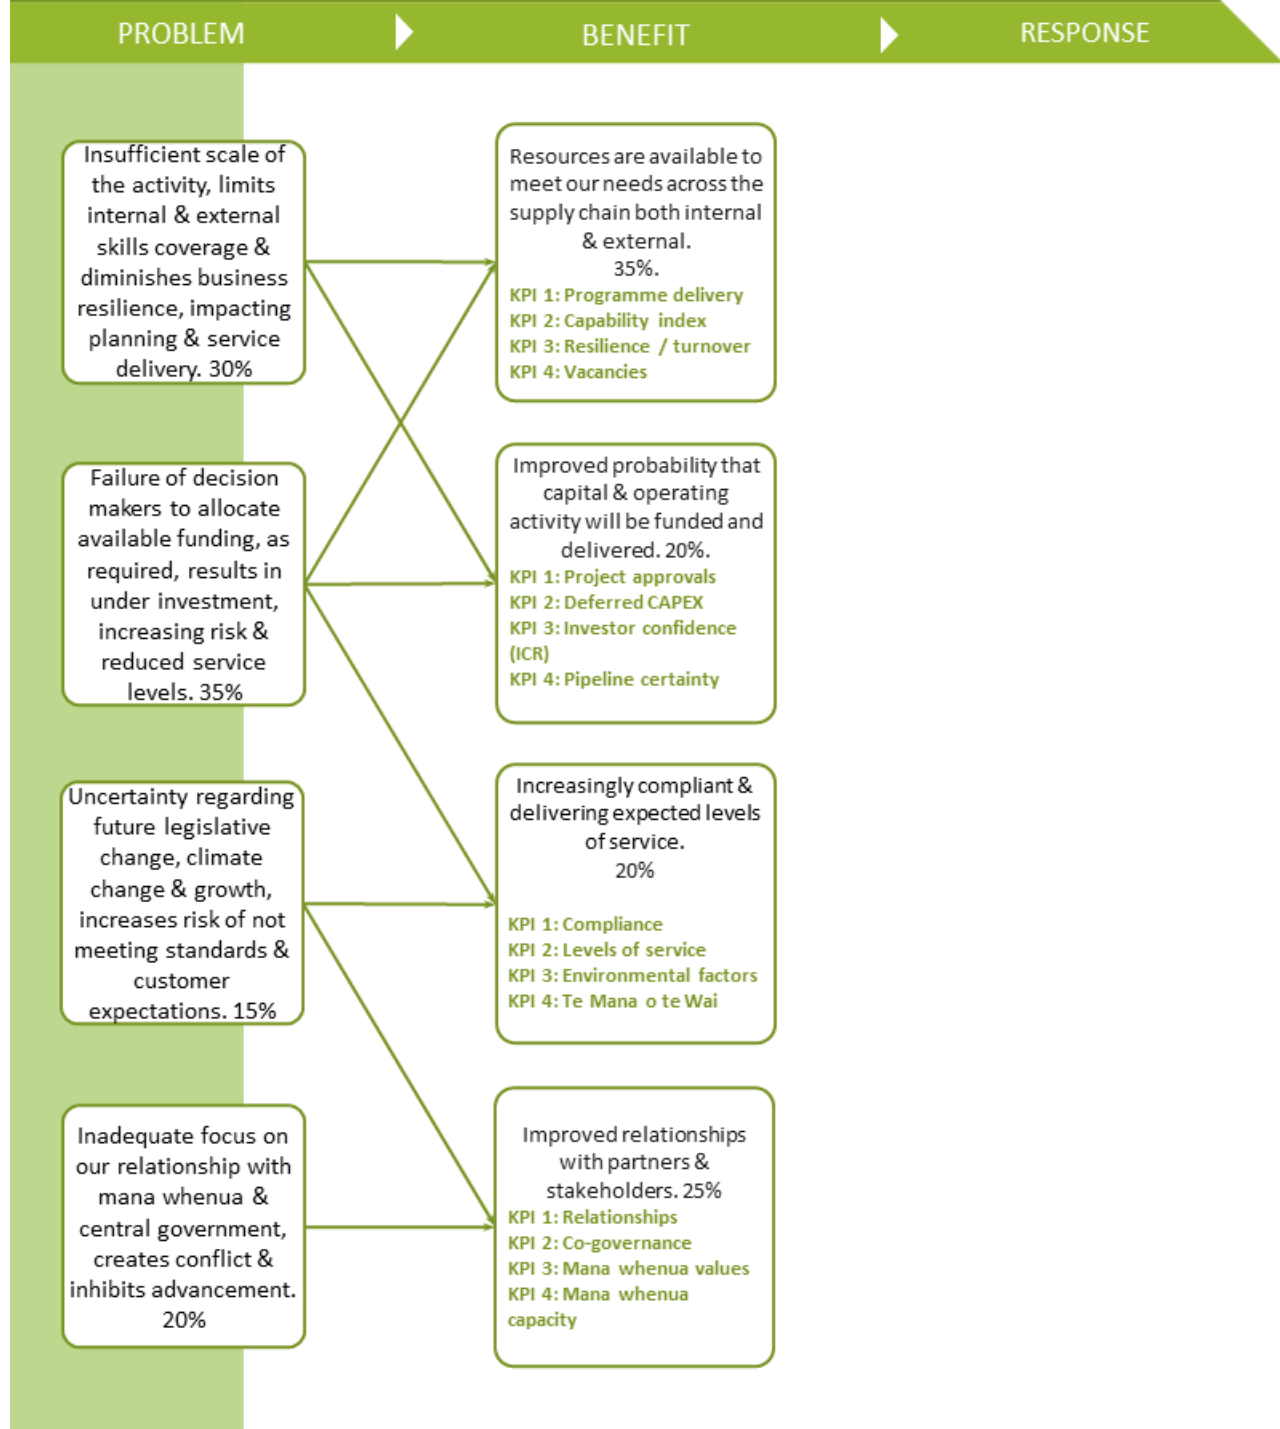 PROBLEM
BENEFIT
RESPONSE
Insufficient scale of
the activity, limits
internal & external
skills coverage &
diminishes business
resilience, impacting
planning & service
delivery. 30%
Resources are available to
meet our needs across the
supply chain both internal
& external.
35%.
KPI 1: Programme delivery
KPI 2: Capability index
KPI 3: Resilience / turnover
KPI 4: Vacancies
Failure of decision
makers to allocate
available funding, as
required, results in
under investment,
increasing risk &
reduced service
levels. 35%
Improved probability that
capital & operating
activity will be funded and
delivered. 20%.
KPI 1: Project approvals
KPI 2: Deferred CAPEX
KPI 3: Investor confidence
(ICR)
KPI 4: Pipeline certainty
Uncertainty regarding
future legislative
change, climate
change & growth,
increases risk of not
meeting standards &
customer
expectations. 15%
Increasingly compliant &
delivering expected levels
of service.
20%
KPI 1: Compliance
KPI 2: Levels of service
KPI 3: Environmental factors
KPI 4: Te Mana o te Wai
Inadequate focus on
our relationship with
mana whenua &
central government,
creates conflict &
inhibits advancement.
20%
Improved relationships
with partners &
stakeholders. 25%
KPI 1: Relationships
KPI 2: Co-governance
KPI 3: Mana whenua values
KPI 4: Mana whenua
capacity